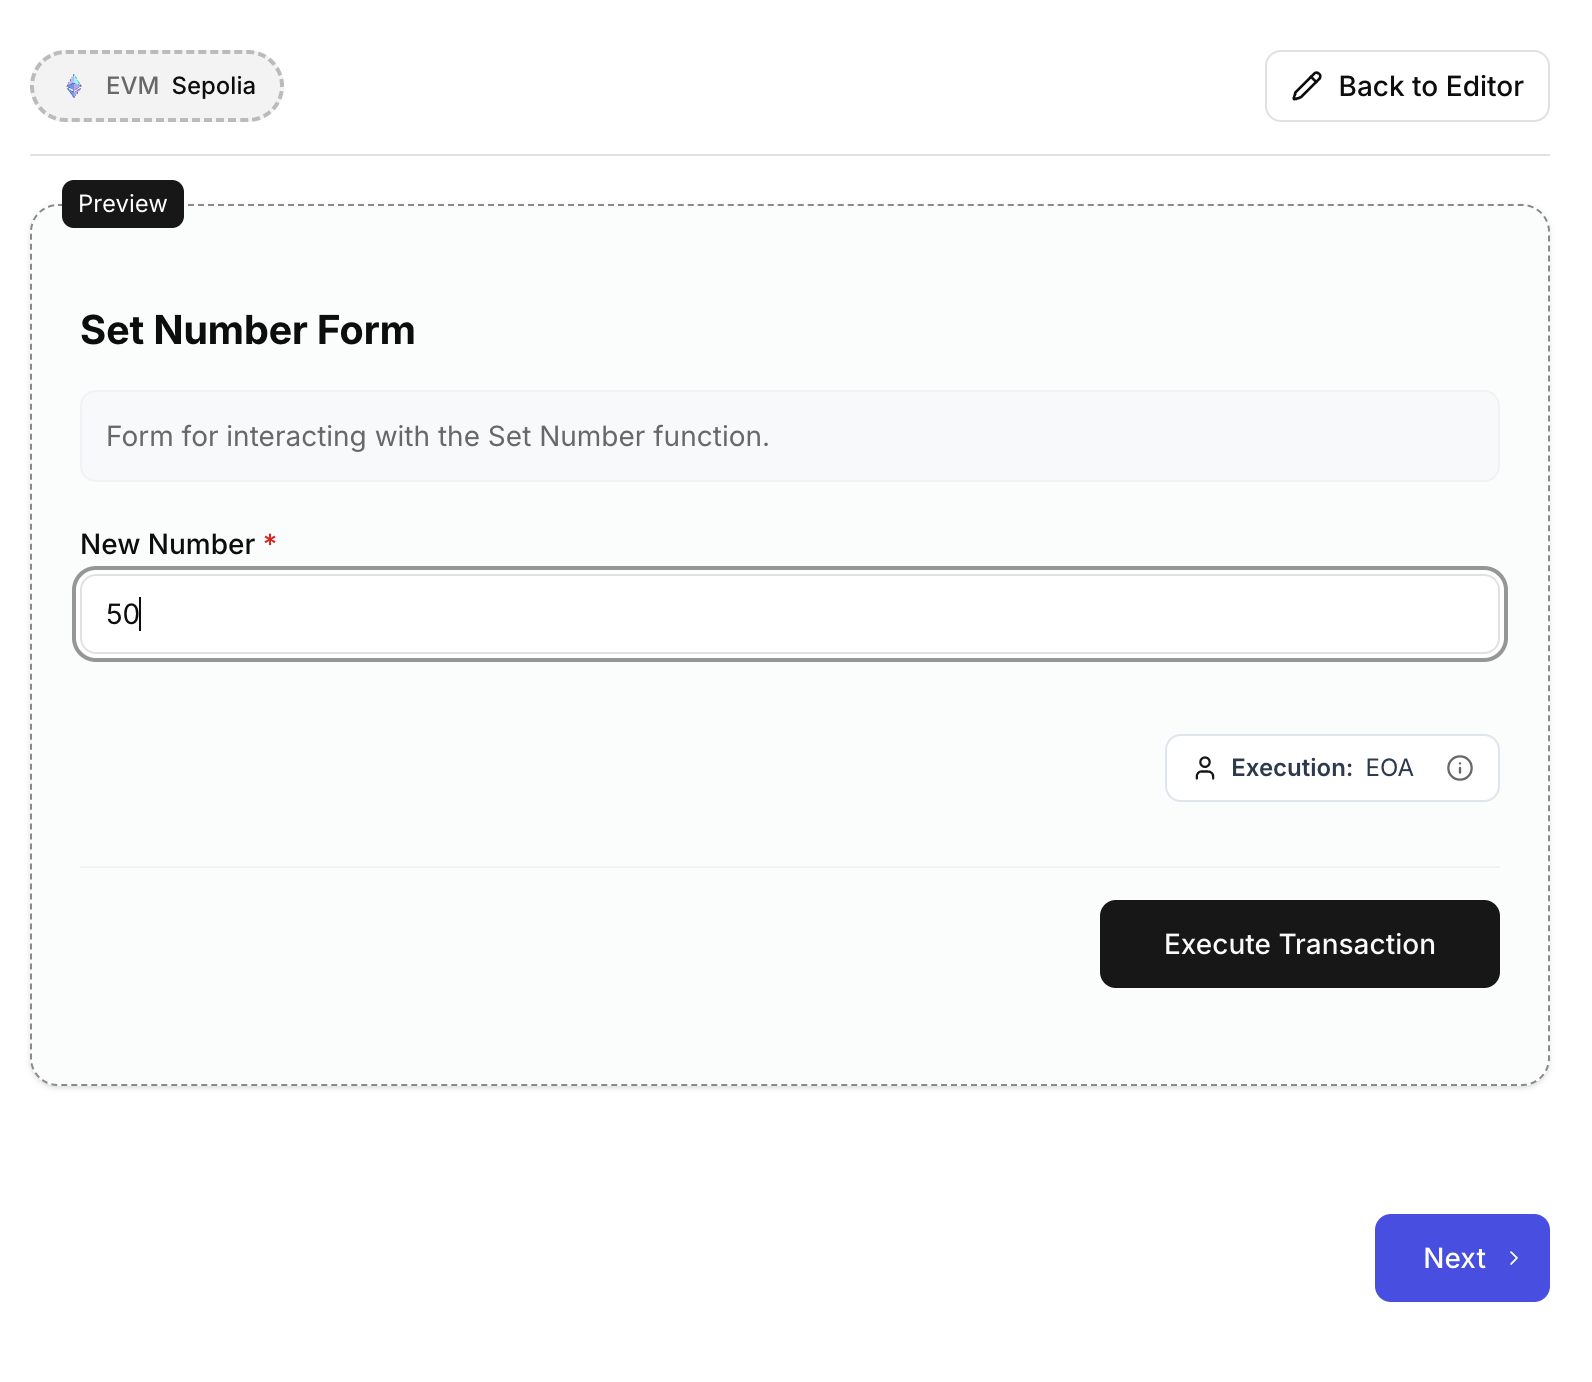 EVM Sepolia
Back to Editor
Preview
Set Number Form
Form for interacting with the Set Number function.
New Number *
50
Execution: EOA
Execute Transaction
Next